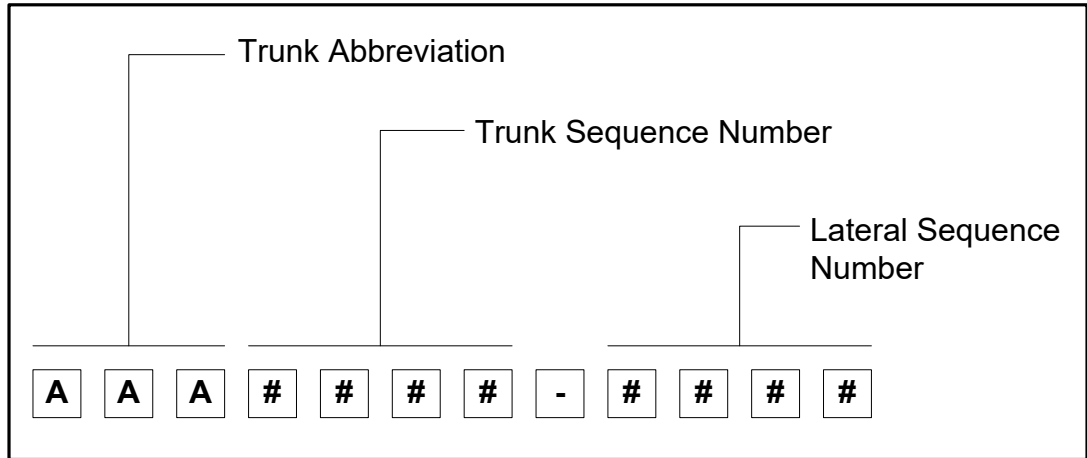 Trunk Abbreviation
Trunk Sequence Number
Lateral Sequence
Number
A A A # # # # - # # # #